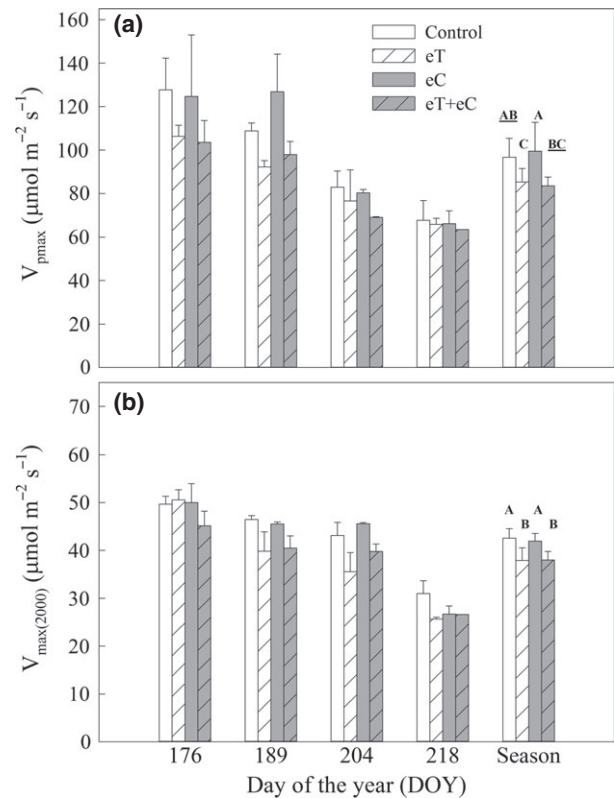 (a)
Control
eT
eC
eT+eC
160
140
120
100
80
60
40
20
0
V_pmax (μmol m⁻² s⁻¹)
AB A
C BC
(b)
70
60
50
40
30
20
10
0
V_max(2000) (μmol m⁻² s⁻¹)
A A
B B
176 189 204 218 Season
Day of the year (DOY)